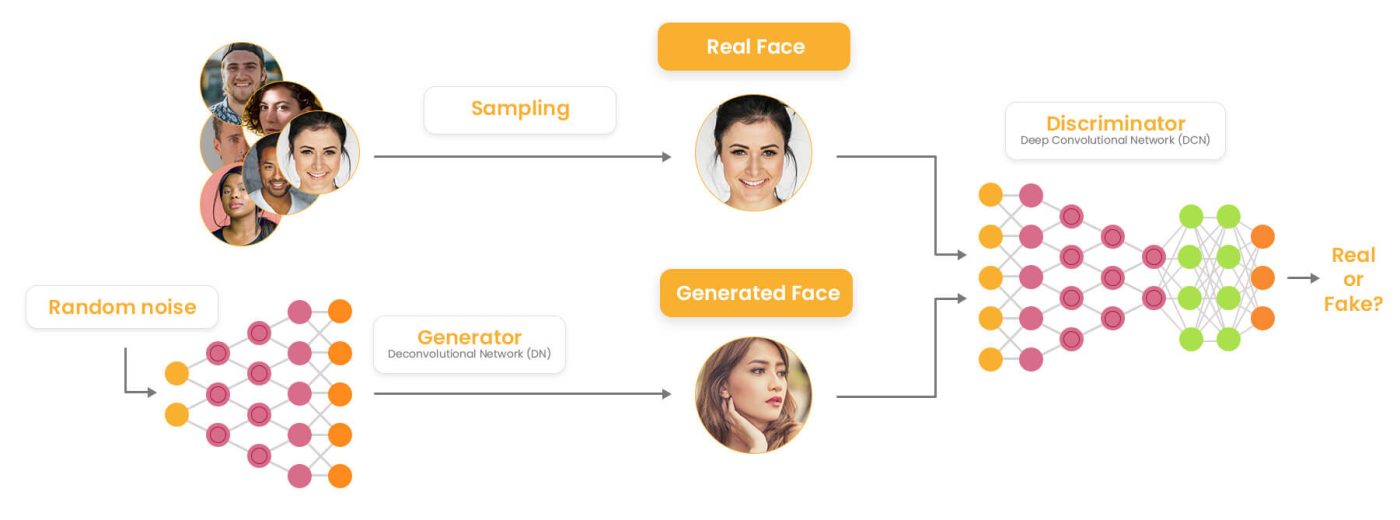 Real Face
Sampling
Discriminator
Deep Convolutional Network (DCN)
Random noise
Generator
Deconvolutional Network (DN)
Generated Face
Real
or
Fake?